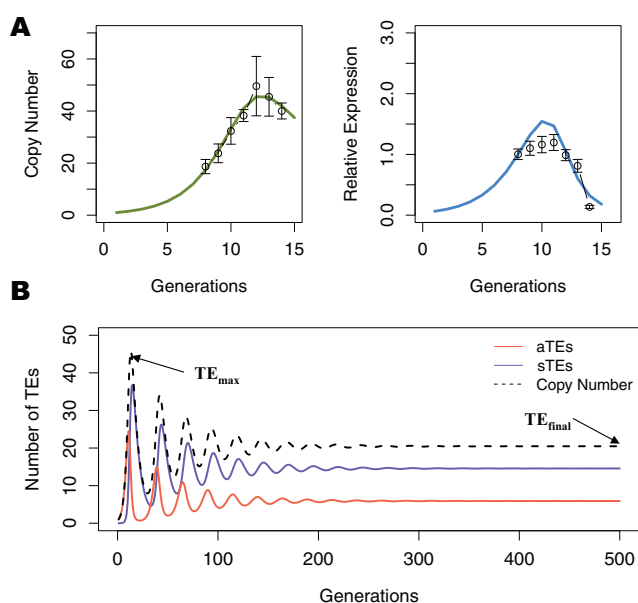 A
Copy Number
0 20 40 60
0 5 10 15
Generations
Relative Expression
0.0 1.0 2.0 3.0
0 5 10 15
Generations
B
Number of TEs
0 10 20 30 40 50
TEmax
aTEs
sTEs
Copy Number
TEfinal
0 100 200 300 400 500
Generations